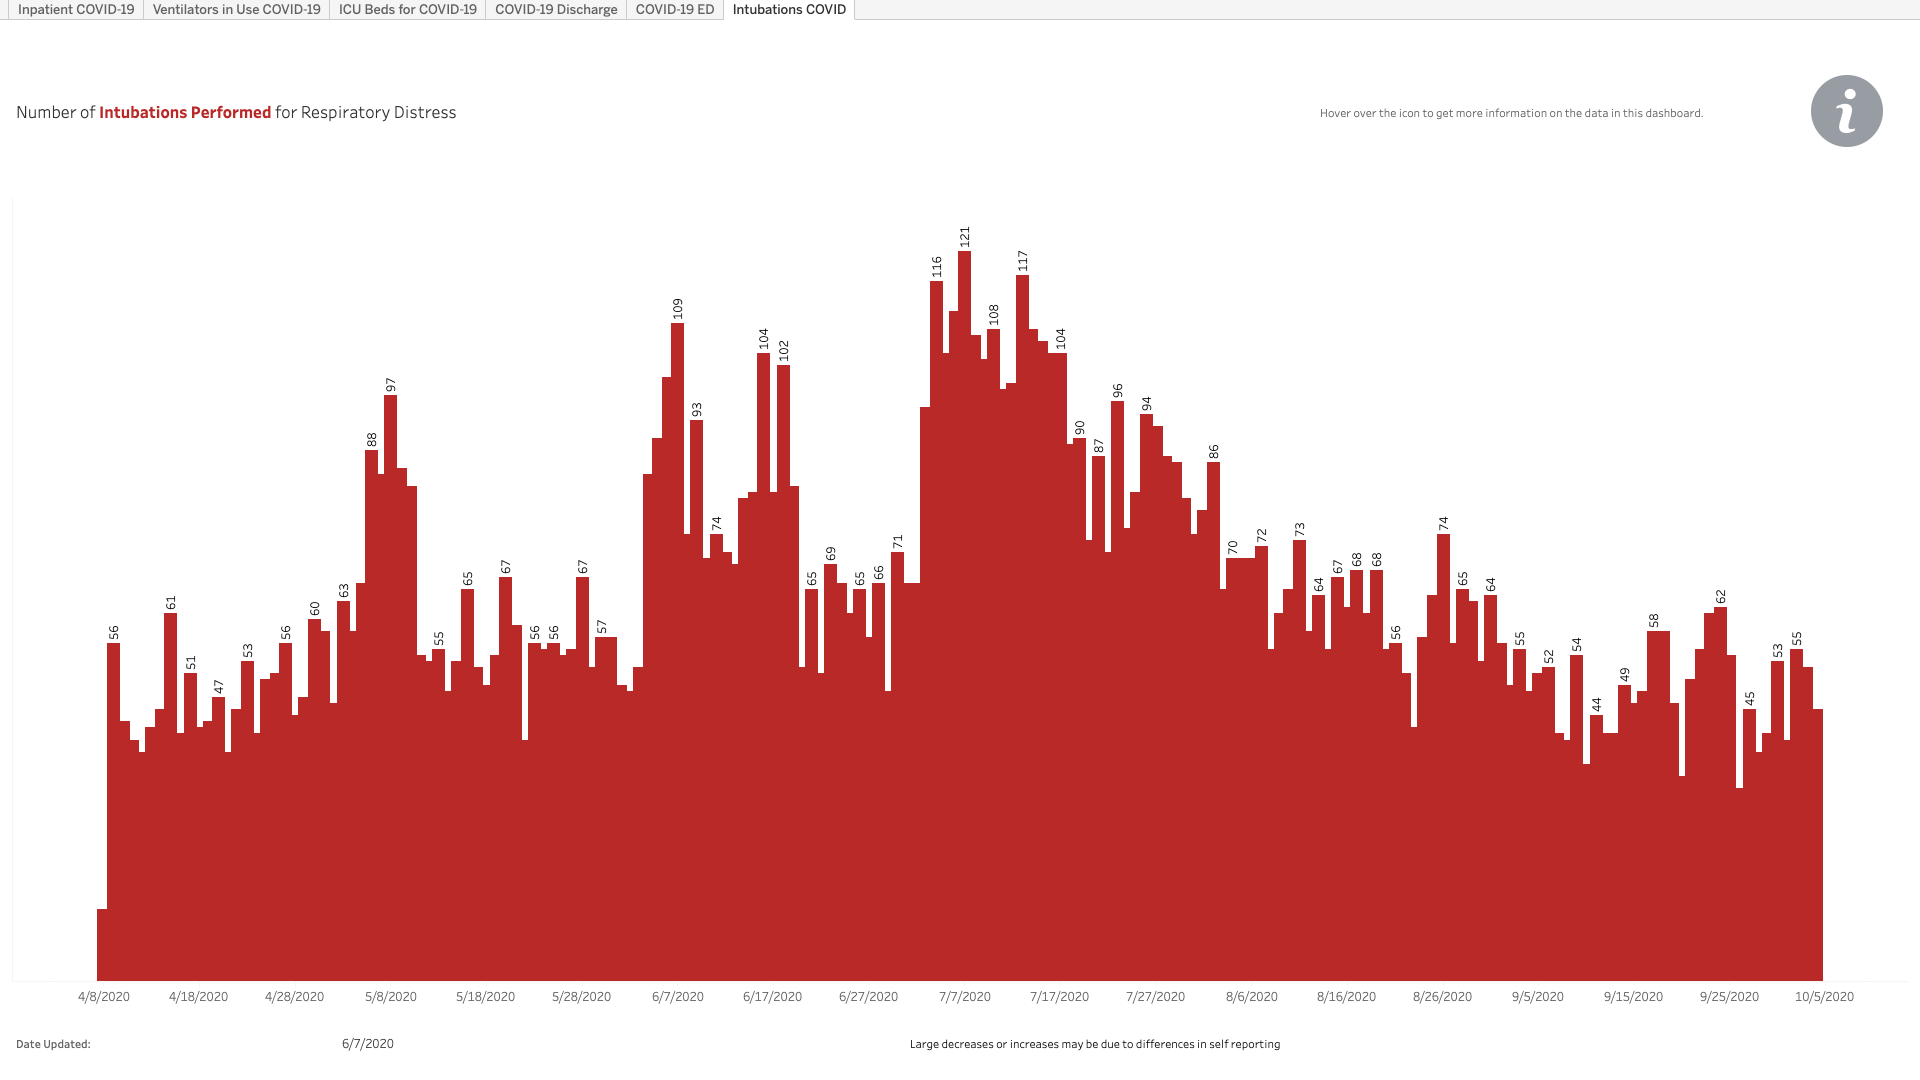 Inpatient COVID-19 Ventilators in Use COVID-19 ICU Beds for COVID-19 COVID-19 Discharge COVID-19 ED Intubations COVID
Number of Intubations Performed for Respiratory Distress
Hover over the icon to get more information on the data in this dashboard.
i
56 61 51 47 53 56 60 63 88 97 55 65 67 56 56 67 57 109 93 74 104 102 65 69 65 66 71 116 121 108 117 104 90 87 96 94 86 70 72 73 64 67 68 68 56 74 65 64 55 52 54 44 49 58 62 45 53 55
4/8/2020 4/18/2020 4/28/2020 5/8/2020 5/18/2020 5/28/2020 6/7/2020 6/17/2020 6/27/2020 7/7/2020 7/17/2020 7/27/2020 8/6/2020 8/16/2020 8/26/2020 9/5/2020 9/15/2020 9/25/2020 10/5/2020
Date Updated: 6/7/2020 Large decreases or increases may be due to differences in self reporting